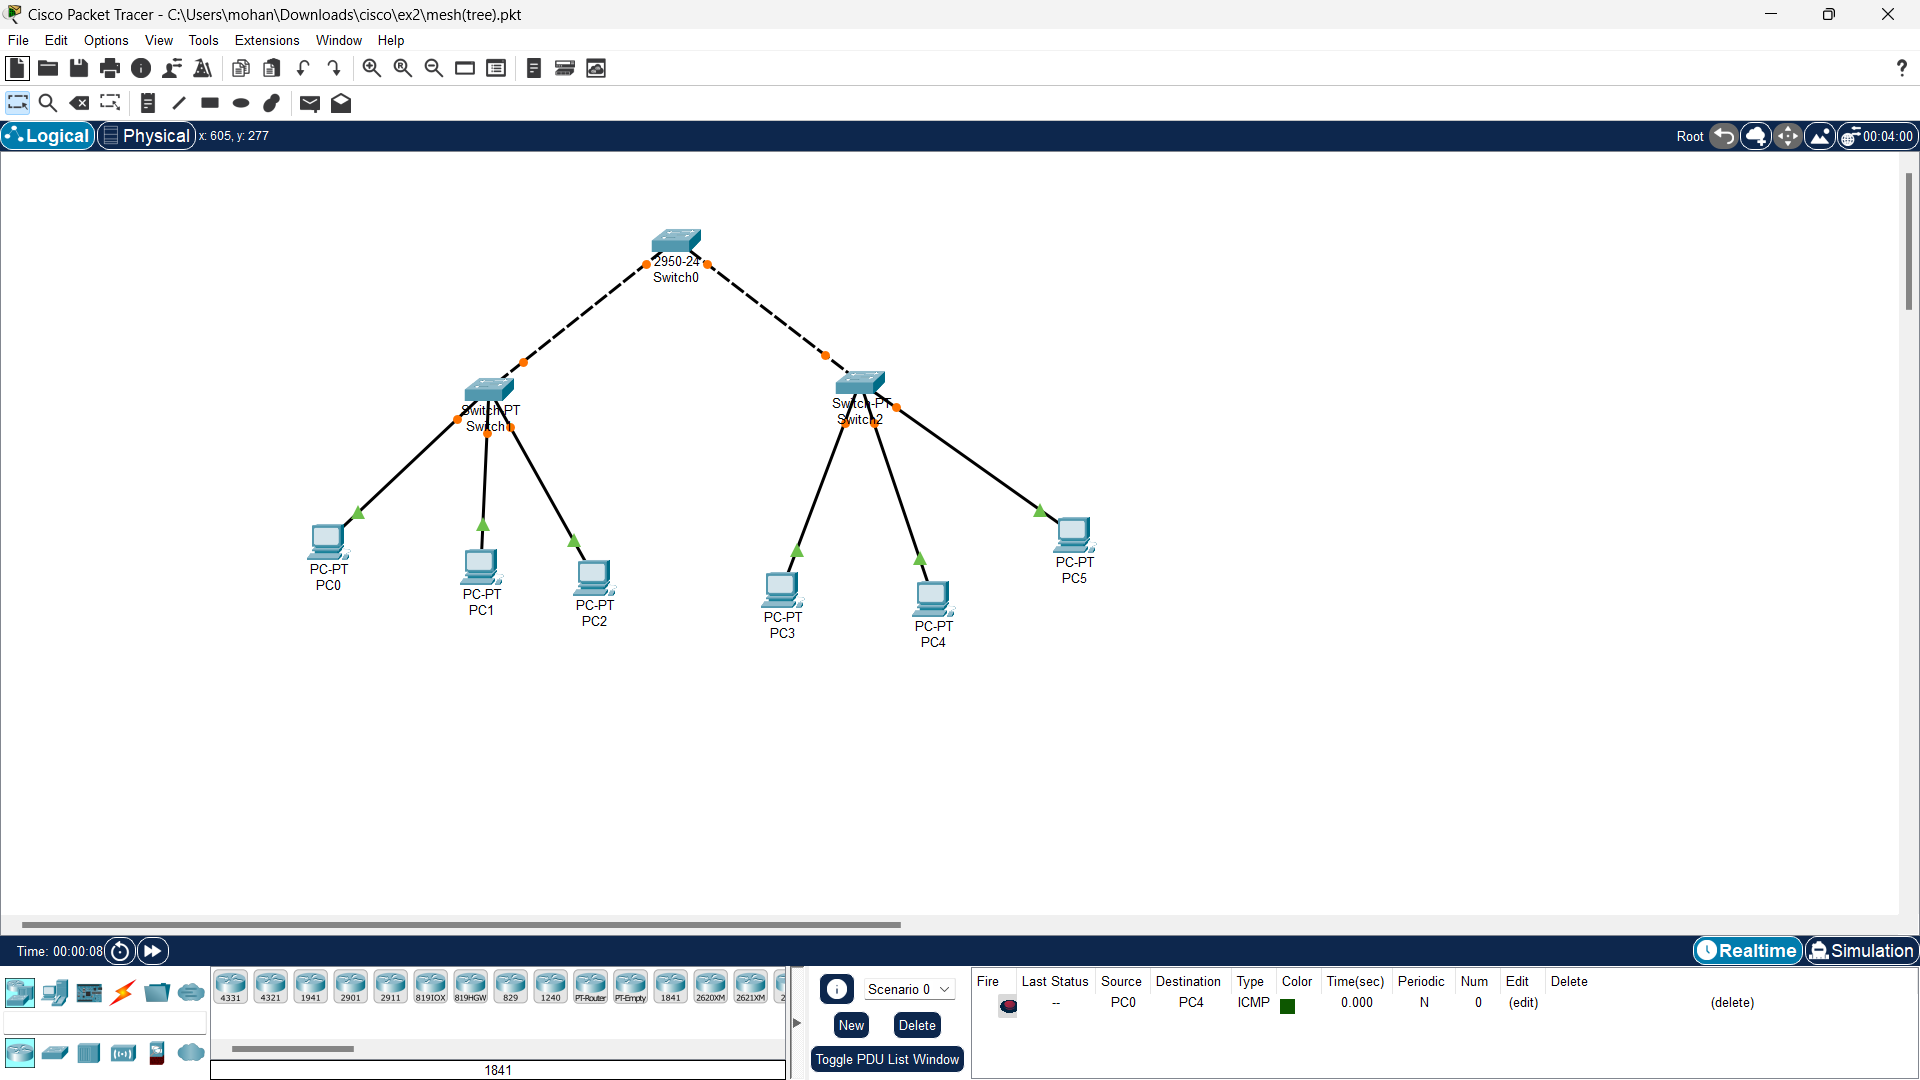 Cisco Packet Tracer - C:\Users\mohan\Downloads\cisco\ex2\mesh(tree).pkt
File Edit Options View Tools Extensions Window Help
?
Logical Physical x: 605, y: 277 Root 00:04:00
2950-24
Switch0
Switch-PT
Switch1
Switch-PT
Switch2
PC-PT
PC0
PC-PT
PC1
PC-PT
PC2
PC-PT
PC3
PC-PT
PC4
PC-PT
PC5
Time: 00:00:08 Realtime Simulation
4331 4321 1941 2901 2911 819IOX 819HGW 829 1240 PT-Router PT-Empty 1841 2620XM 2621XM 2
1841
Scenario 0
New Delete
Toggle PDU List Window
Fire Last Status Source Destination Type Color Time(sec) Periodic Num Edit Delete
-- PC0 PC4 ICMP 0.000 N 0 (edit) (delete)